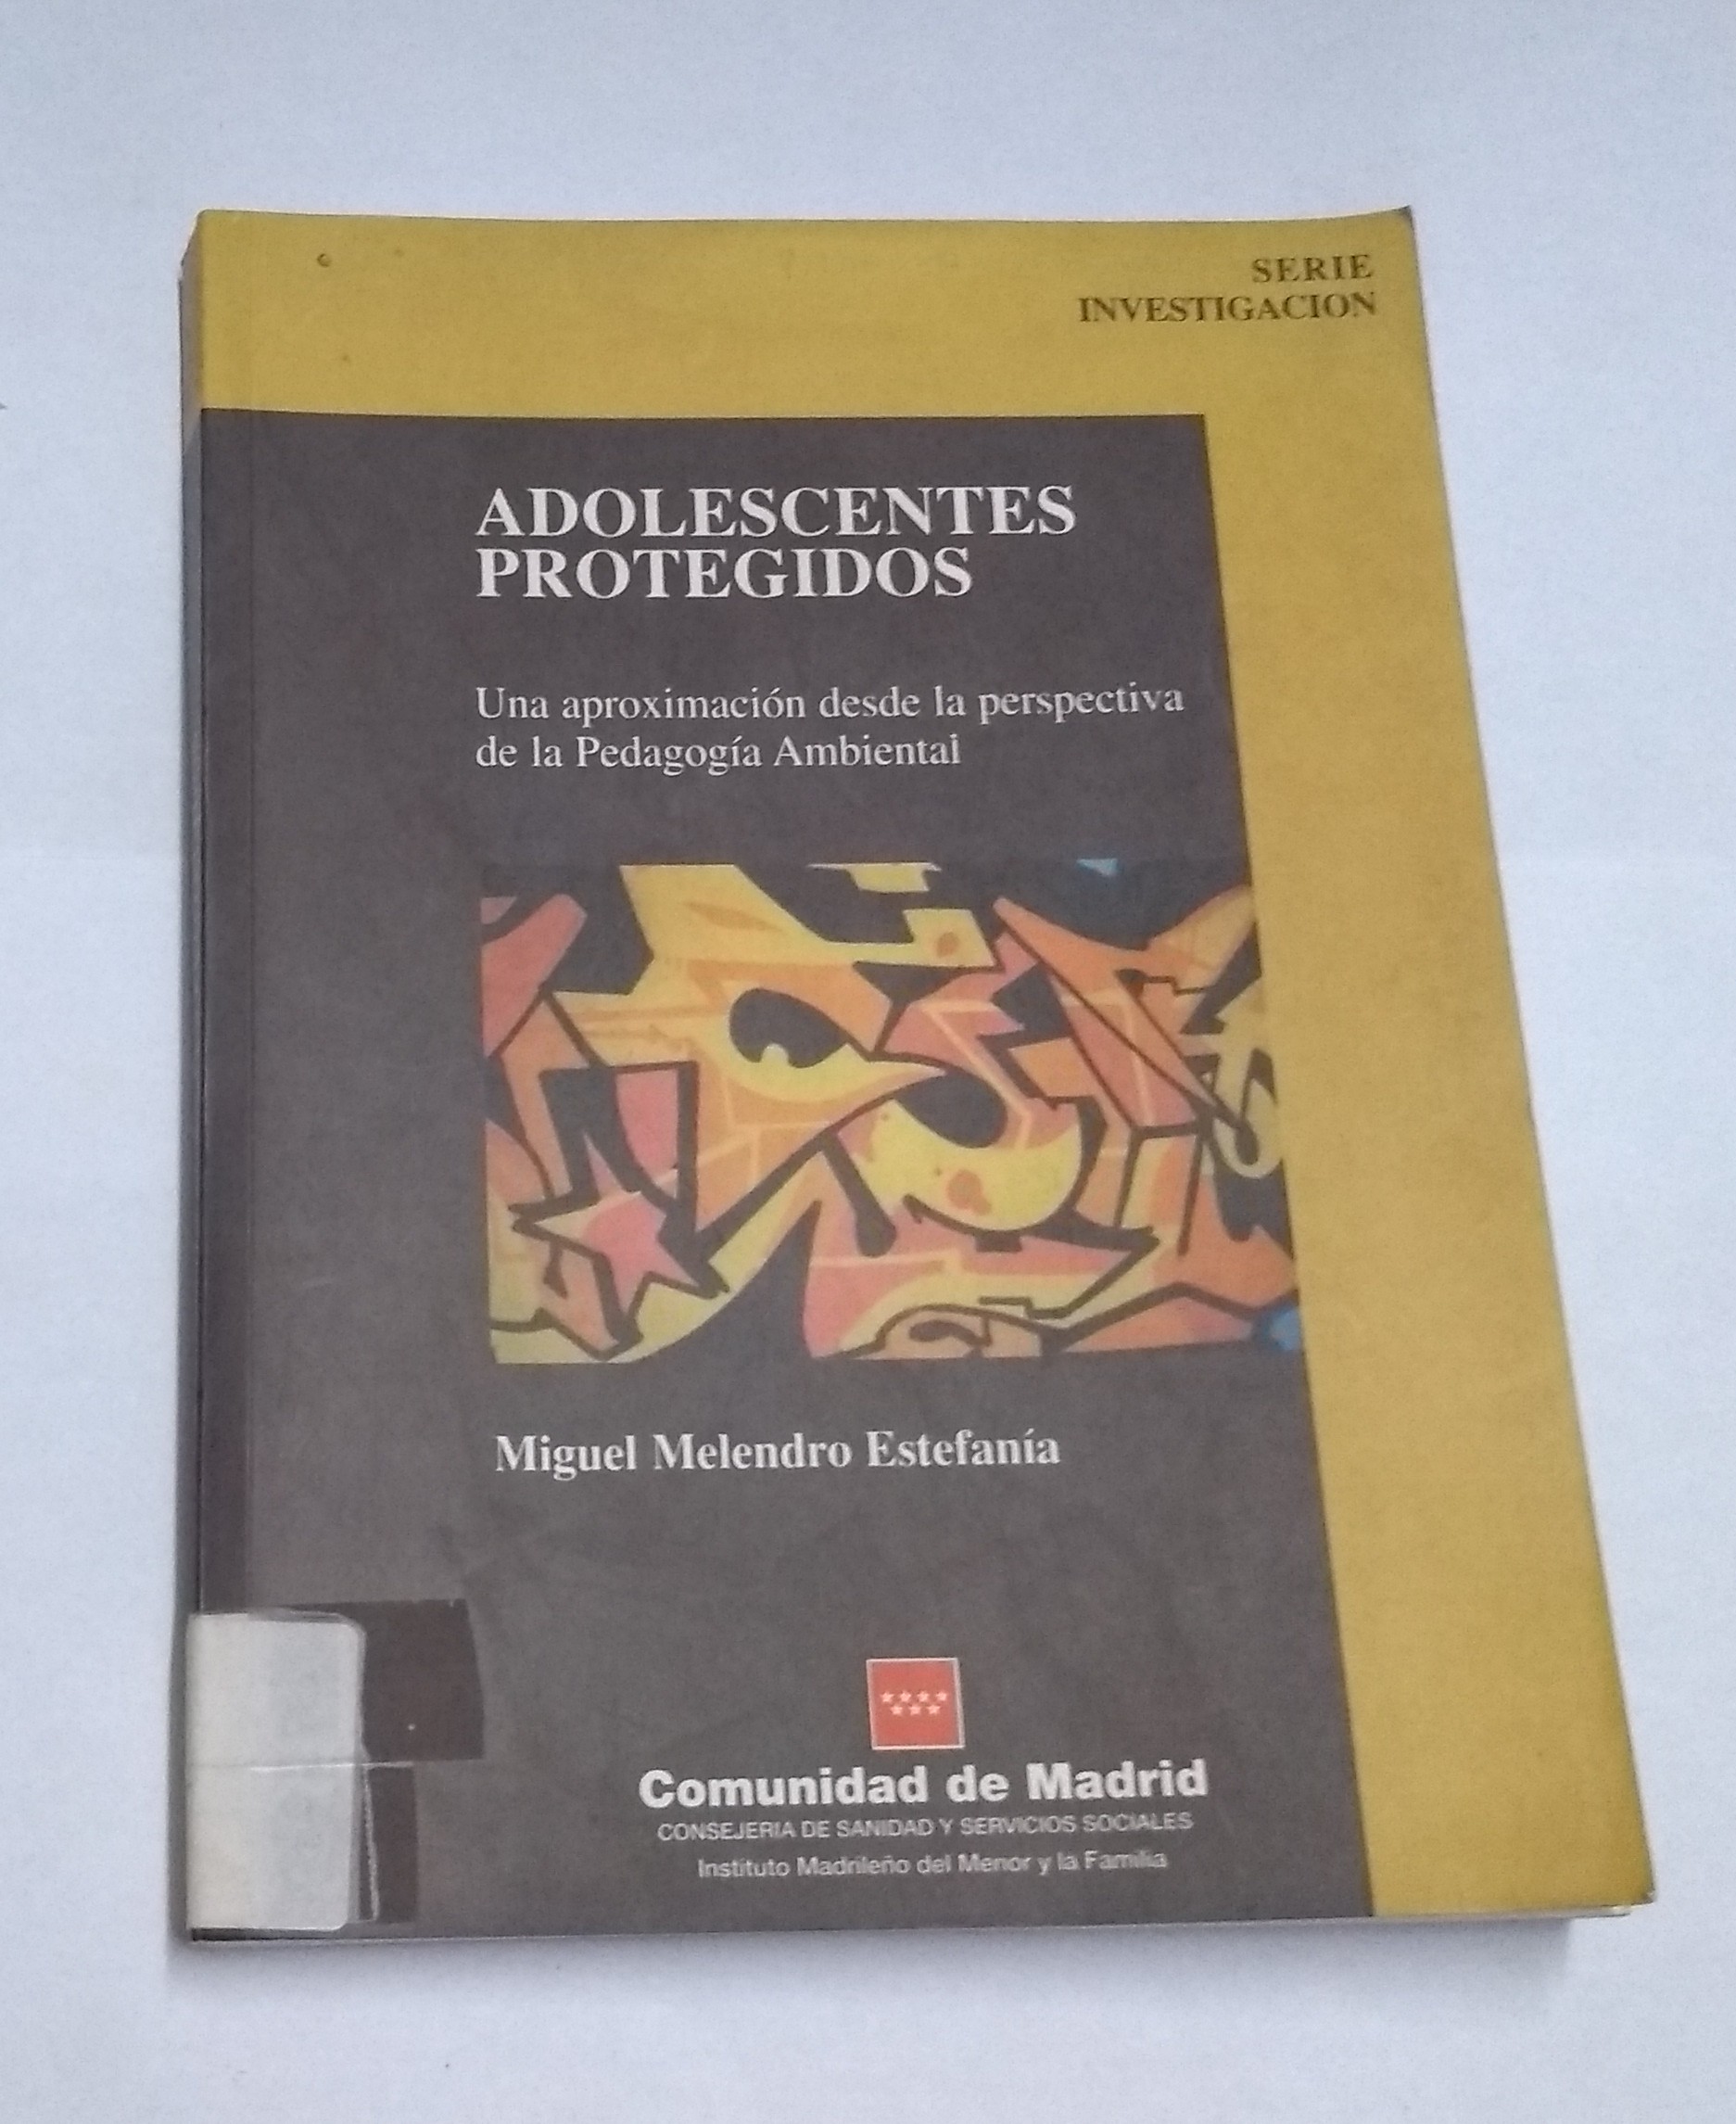 SERIE
INVESTIGACION
ADOLESCENTES
PROTEGIDOS
Una aproximación desde la perspectiva
de la Pedagogía Ambiental
Miguel Melendro Estefanía
Comunidad de Madrid
CONSEJERIA DE SANIDAD Y SERVICIOS SOCIALES
Instituto Madrileño del Menor y la Familia